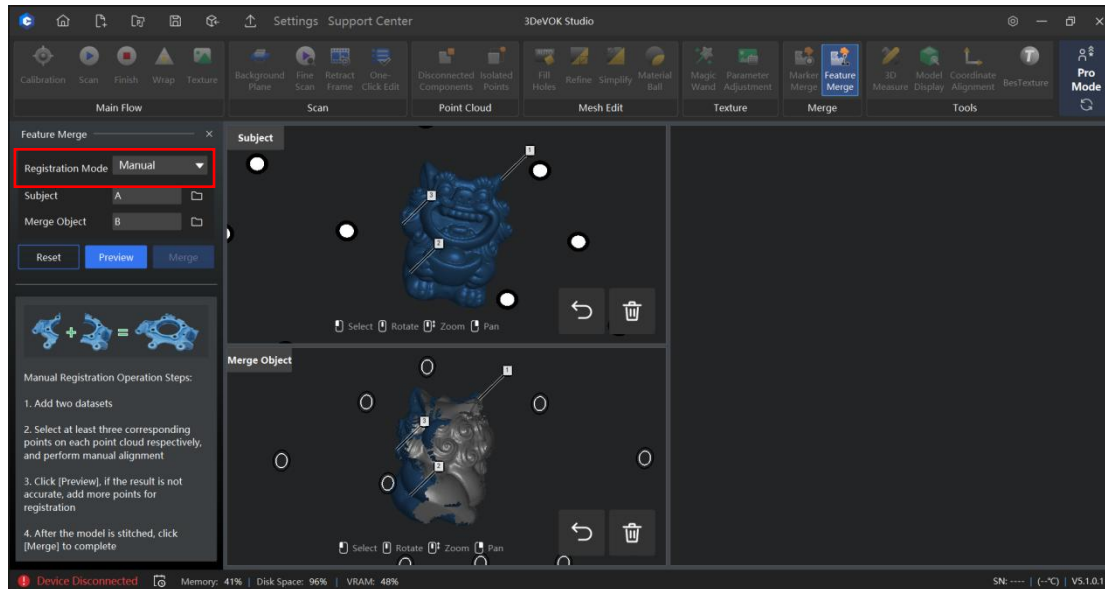 Settings Support Center
3DeVOK Studio
Calibration Scan Finish Wrap Texture
Main Flow
Background Plane Fine Scan Retract Frame One-Click Edit
Scan
Disconnected Components Isolated Points
Point Cloud
Fill Holes Refine Simplify Material Ball
Mesh Edit
Magic Wand Parameter Adjustment
Texture
Marker Merge Feature Merge
Merge
3D Measure Model Display Coordinate Alignment BesTexture
Tools
Pro Mode
Feature Merge ×
Registration Mode Manual
Subject A
Merge Object B
Reset Preview Merge
Manual Registration Operation Steps:
1. Add two datasets
2. Select at least three corresponding
points on each point cloud respectively,
and perform manual alignment
3. Click [Preview], if the result is not
accurate, add more points for
registration
4. After the model is stitched, click
[Merge] to complete
Subject
1
3
2
Select Rotate Zoom Pan
Merge Object
1
3
2
Select Rotate Zoom Pan
Device Disconnected Memory: 41% | Disk Space: 96% | VRAM: 48%
SN: ---- | (--°C) | V5.1.0.1